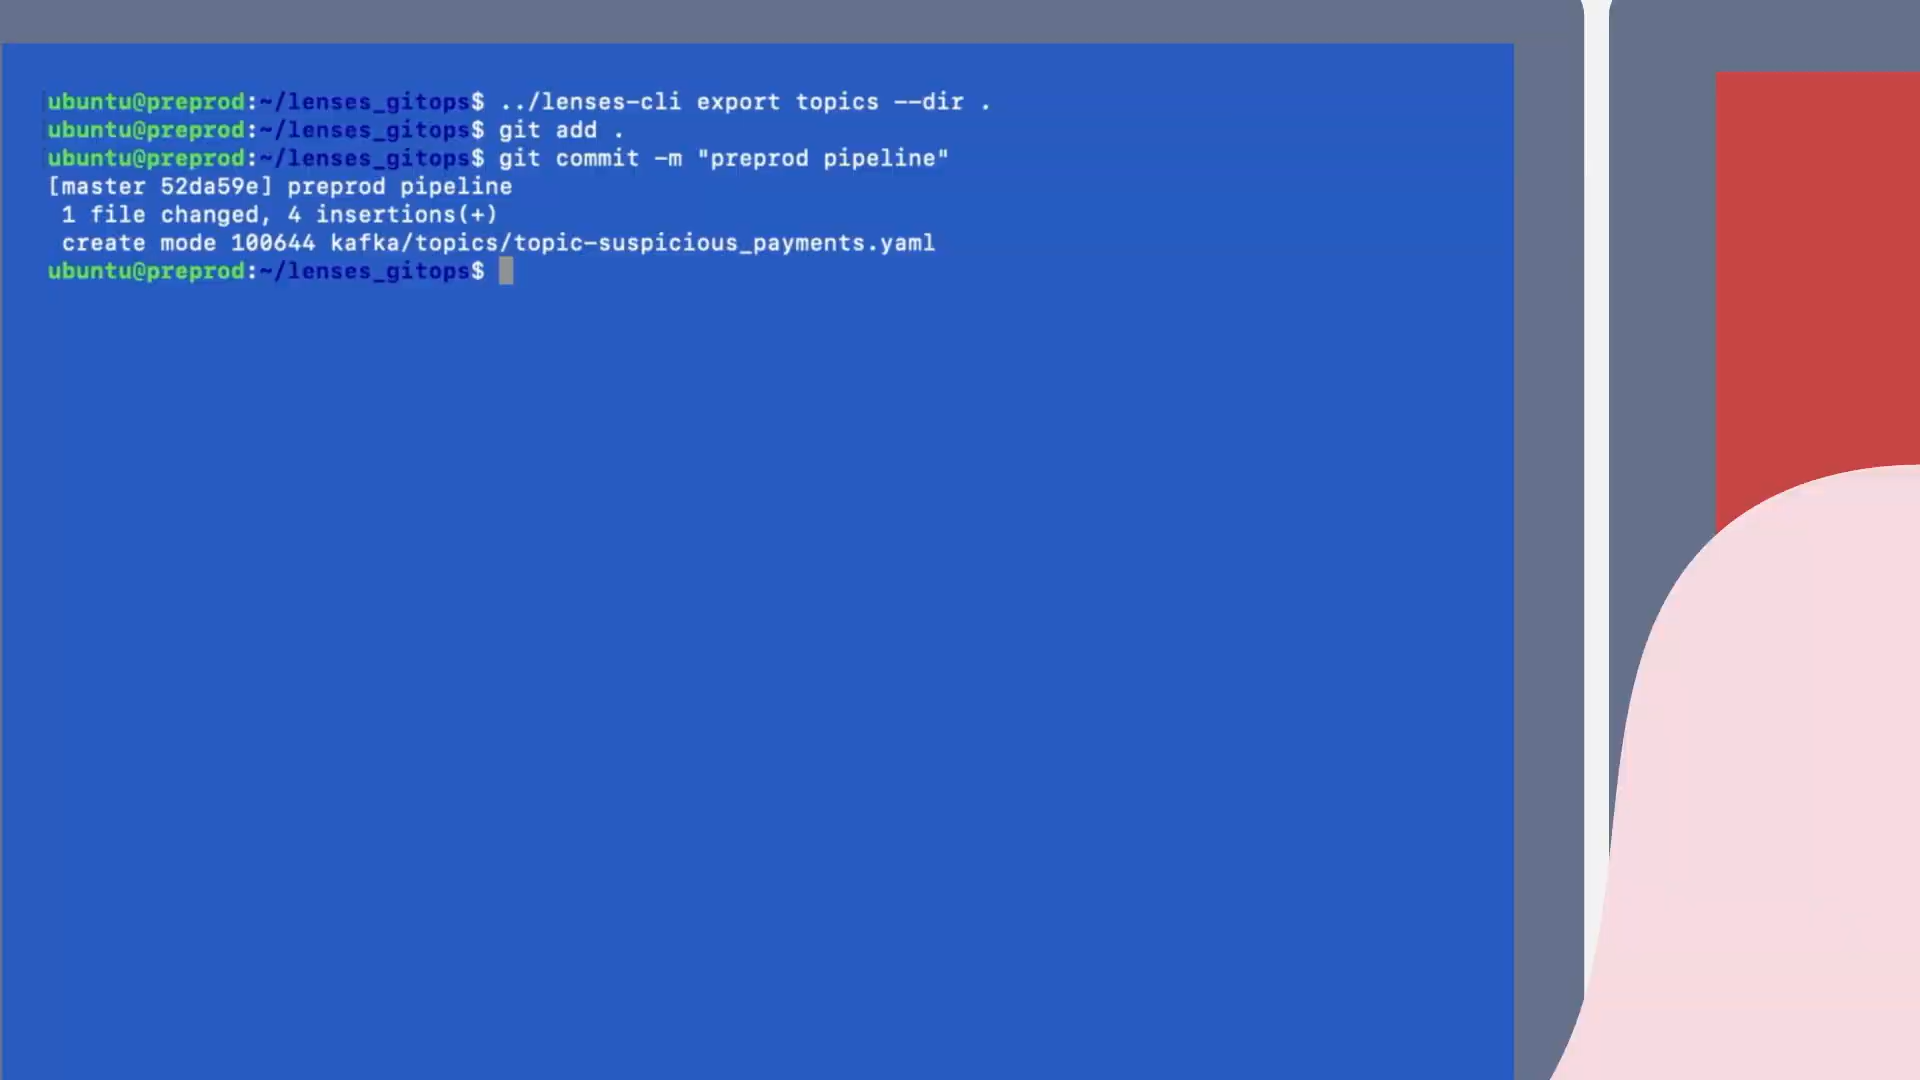 ubuntu@preprod:~/lenses_gitops$ ../lenses-cli export topics --dir .
ubuntu@preprod:~/lenses_gitops$ git add .
ubuntu@preprod:~/lenses_gitops$ git commit -m "preprod pipeline"
[master 52da59e] preprod pipeline
 1 file changed, 4 insertions(+)
 create mode 100644 kafka/topics/topic-suspicious_payments.yaml
ubuntu@preprod:~/lenses_gitops$